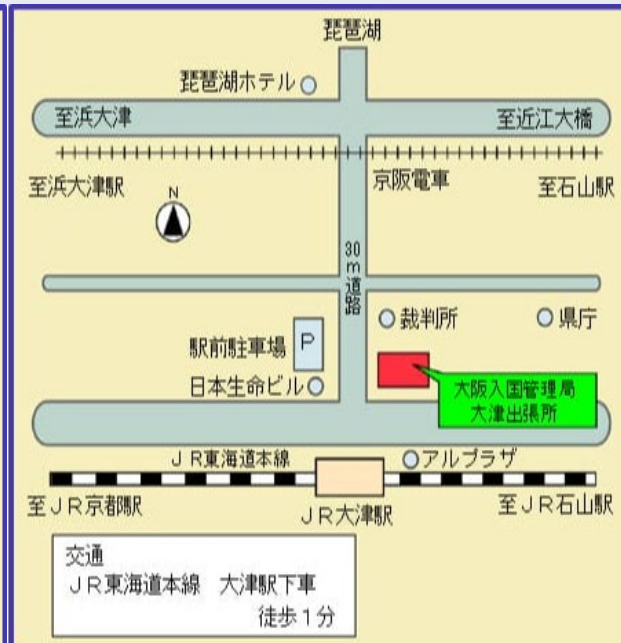 琵琶湖
琵琶湖ホテル
至浜大津
至近江大橋
至浜大津駅
京阪電車
至石山駅
N
30m道路
裁判所
県庁
駅前駐車場
P
日本生命ビル
大阪入国管理局
大津出張所
JR東海道本線
アルプラザ
至JR京都駅
JR大津駅
至JR石山駅
交通
JR東海道本線 大津駅下車
徒歩1分